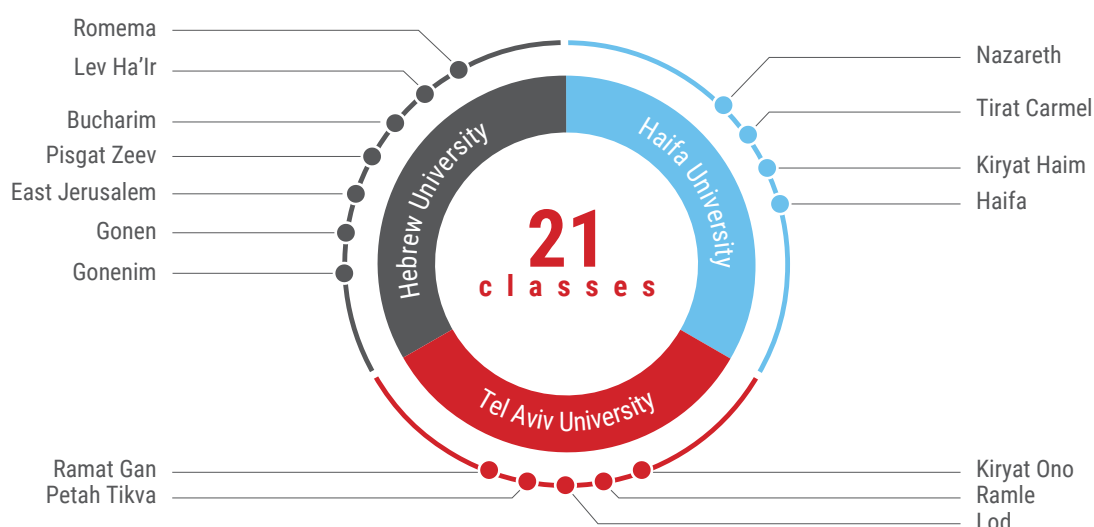 Romema
Lev Ha'Ir
Bucharim
Pisgat Zeev
East Jerusalem
Gonen
Gonenim
Nazareth
Tirat Carmel
Kiryat Haim
Haifa
Hebrew University
Haifa University
21
classes
Tel Aviv University
Ramat Gan
Petah Tikva
Kiryat Ono
Ramle
Lod